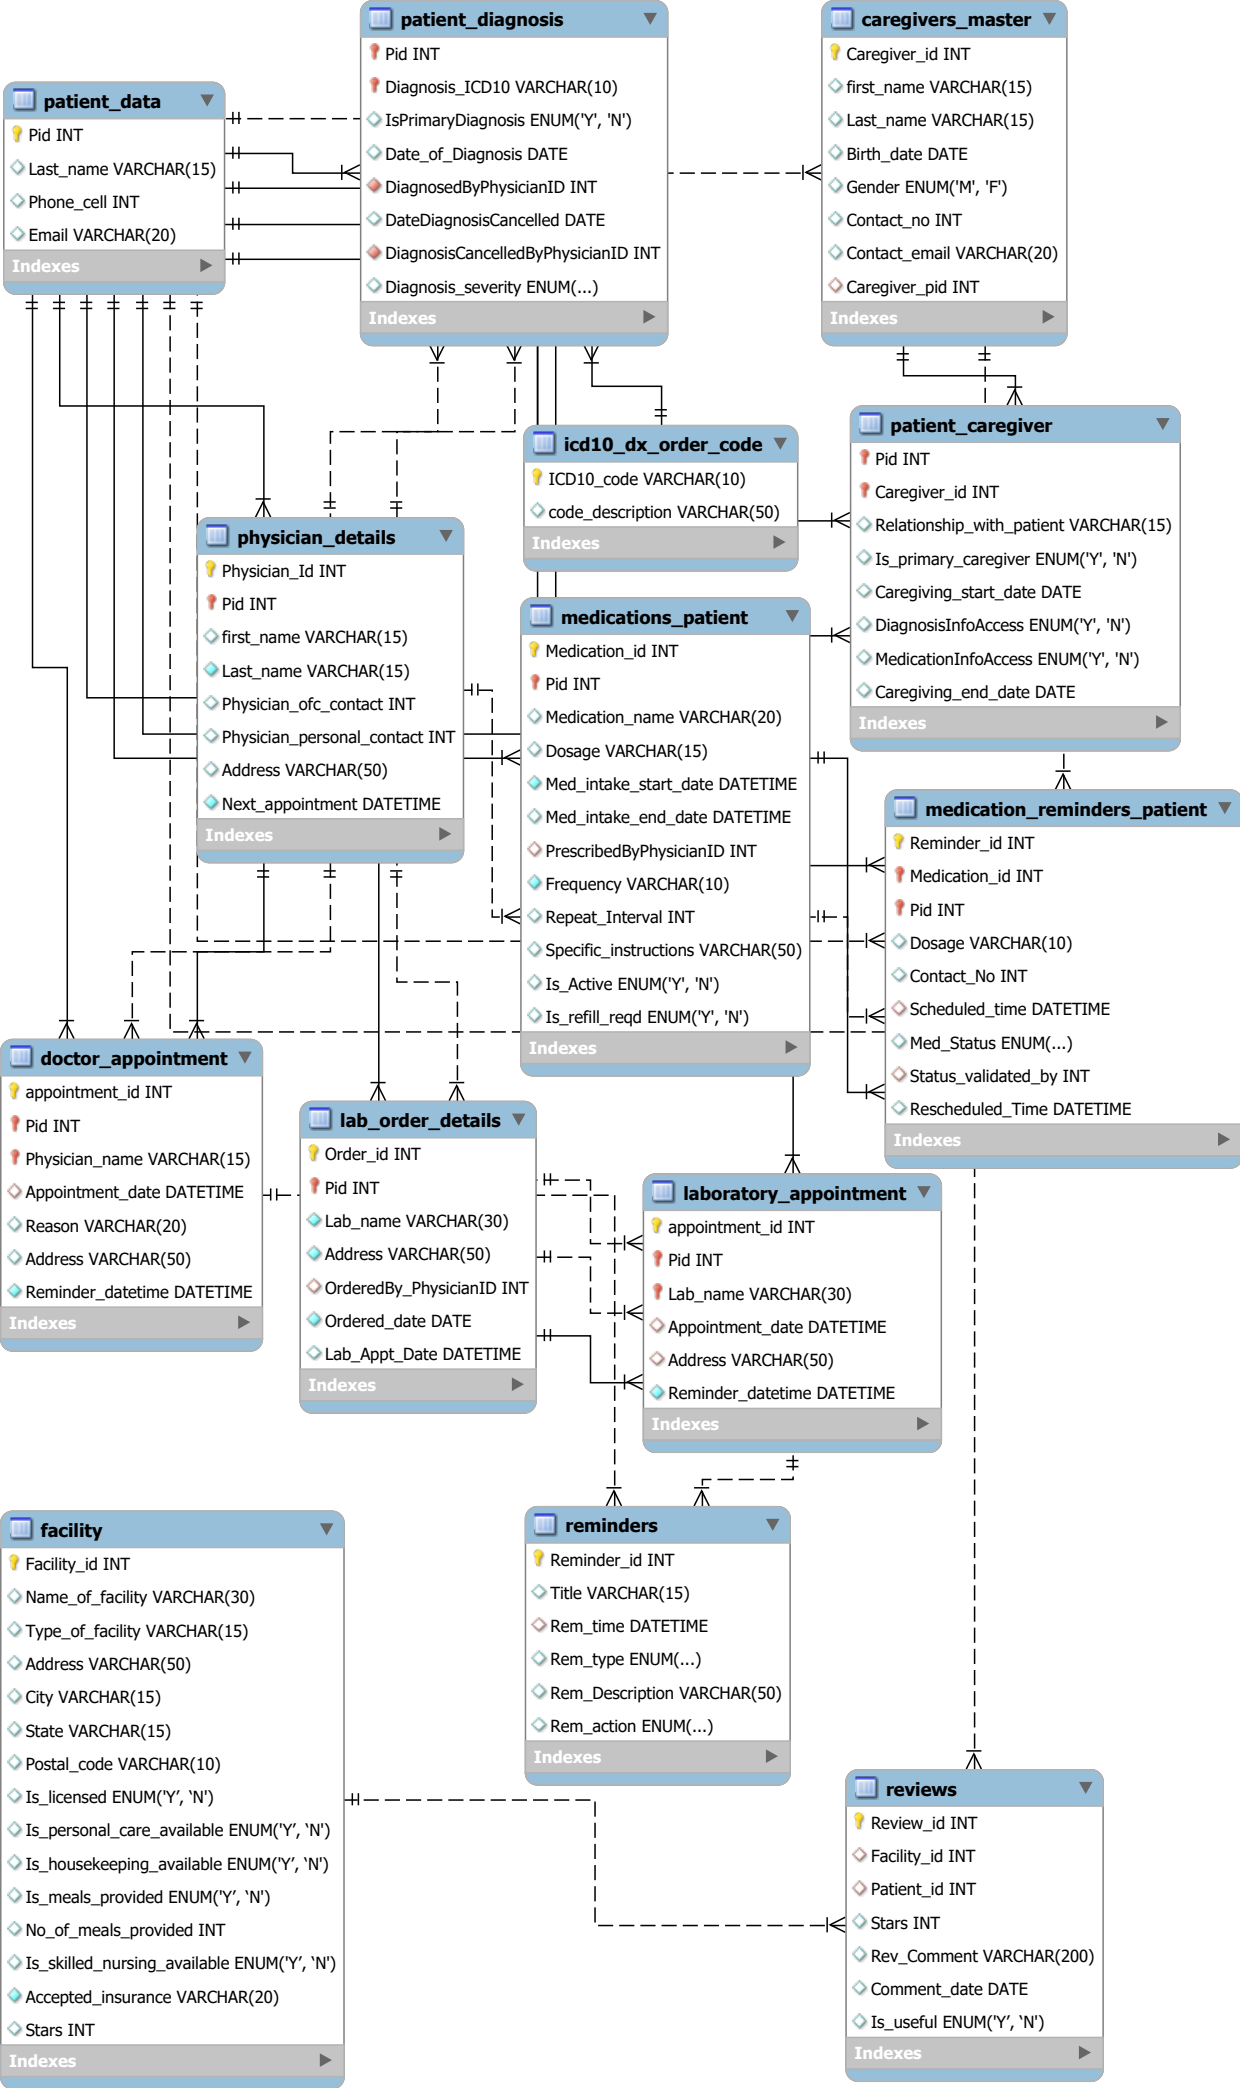 patient_diagnosis
Pid INT
Diagnosis_ICD10 VARCHAR(10)
IsPrimaryDiagnosis ENUM('Y', 'N')
Date_of_Diagnosis DATE
DiagnosedByPhysicianID INT
DateDiagnosisCancelled DATE
DiagnosisCancelledByPhysicianID INT
Diagnosis_severity ENUM(...)
Indexes
caregivers_master
Caregiver_id INT
first_name VARCHAR(15)
Last_name VARCHAR(15)
Birth_date DATE
Gender ENUM('M', 'F')
Contact_no INT
Contact_email VARCHAR(20)
Caregiver_pid INT
Indexes
patient_data
Pid INT
Last_name VARCHAR(15)
Phone_cell INT
Email VARCHAR(20)
Indexes
icd10_dx_order_code
ICD10_code VARCHAR(10)
code_description VARCHAR(50)
Indexes
patient_caregiver
Pid INT
Caregiver_id INT
Relationship_with_patient VARCHAR(15)
Is_primary_caregiver ENUM('Y', 'N')
Caregiving_start_date DATE
DiagnosisInfoAccess ENUM('Y', 'N')
MedicationInfoAccess ENUM('Y', 'N')
Caregiving_end_date DATE
Indexes
physician_details
Physician_Id INT
Pid INT
first_name VARCHAR(15)
Last_name VARCHAR(15)
Physician_ofc_contact INT
Physician_personal_contact INT
Address VARCHAR(50)
Next_appointment DATETIME
Indexes
medications_patient
Medication_id INT
Pid INT
Medication_name VARCHAR(20)
Dosage VARCHAR(15)
Med_intake_start_date DATETIME
Med_intake_end_date DATETIME
PrescribedByPhysicianID INT
Frequency VARCHAR(10)
Repeat_Interval INT
Specific_instructions VARCHAR(50)
Is_Active ENUM('Y', 'N')
Is_refill_reqd ENUM('Y', 'N')
Indexes
medication_reminders_patient
Reminder_id INT
Medication_id INT
Pid INT
Dosage VARCHAR(10)
Contact_No INT
Scheduled_time DATETIME
Med_Status ENUM(...)
Status_validated_by INT
Rescheduled_Time DATETIME
Indexes
doctor_appointment
appointment_id INT
Pid INT
Physician_name VARCHAR(15)
Appointment_date DATETIME
Reason VARCHAR(20)
Address VARCHAR(50)
Reminder_datetime DATETIME
Indexes
lab_order_details
Order_id INT
Pid INT
Lab_name VARCHAR(30)
Address VARCHAR(50)
OrderedBy_PhysicianID INT
Ordered_date DATE
Lab_Appt_Date DATETIME
Indexes
laboratory_appointment
appointment_id INT
Pid INT
Lab_name VARCHAR(30)
Appointment_date DATETIME
Address VARCHAR(50)
Reminder_datetime DATETIME
Indexes
facility
Facility_id INT
Name_of_facility VARCHAR(30)
Type_of_facility VARCHAR(15)
Address VARCHAR(50)
City VARCHAR(15)
State VARCHAR(15)
Postal_code VARCHAR(10)
Is_licensed ENUM('Y’, ‘N')
Is_personal_care_available ENUM('Y’, ‘N')
Is_housekeeping_available ENUM('Y’, ‘N')
Is_meals_provided ENUM('Y’, ‘N')
No_of_meals_provided INT
Is_skilled_nursing_available ENUM('Y’, ‘N')
Accepted_insurance VARCHAR(20)
Stars INT
Indexes
reminders
Reminder_id INT
Title VARCHAR(15)
Rem_time DATETIME
Rem_type ENUM(...)
Rem_Description VARCHAR(50)
Rem_action ENUM(...)
Indexes
reviews
Review_id INT
Facility_id INT
Patient_id INT
Stars INT
Rev_Comment VARCHAR(200)
Comment_date DATE
Is_useful ENUM('Y’, ‘N')
Indexes